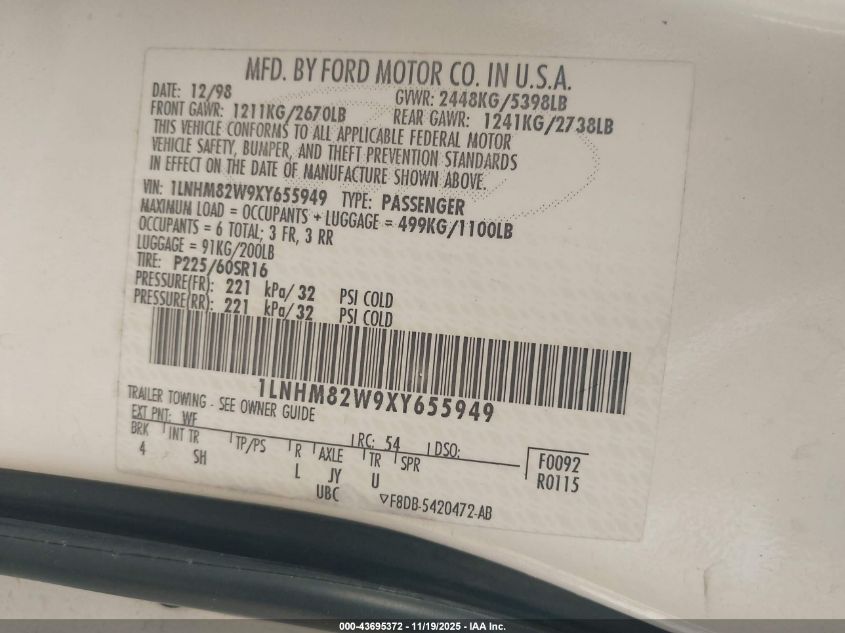 MFD. BY FORD MOTOR CO. IN U.S.A.
DATE: 12/98 GVWR: 2448KG/5398LB
FRONT GAWR: 1211KG/2670LB REAR GAWR: 1241KG/2738LB
THIS VEHICLE CONFORMS TO ALL APPLICABLE FEDERAL MOTOR
VEHICLE SAFETY, BUMPER, AND THEFT PREVENTION STANDARDS
IN EFFECT ON THE DATE OF MANUFACTURE SHOWN ABOVE.
VIN: 1LNHM82W9XY655949 TYPE: PASSENGER
MAXIMUM LOAD = OCCUPANTS + LUGGAGE = 499KG/1100LB
OCCUPANTS = 6 TOTAL; 3 FR, 3 RR
LUGGAGE = 91KG/200LB
TIRE: P225/60SR16
PRESSURE(FR): 221 kPa/32 PSI COLD
PRESSURE(RR): 221 kPa/32 PSI COLD
1LNHM82W9XY655949
TRAILER TOWING - SEE OWNER GUIDE
EXT PNT: WF RC: 54 DSO:
BRK INT TR TP/PS R AXLE TR SPR F0092
4 SH L JY U R0115
UBC ▽F8DB-5420472-AB
000-43695372 - 11/19/2025 - IAA Inc.